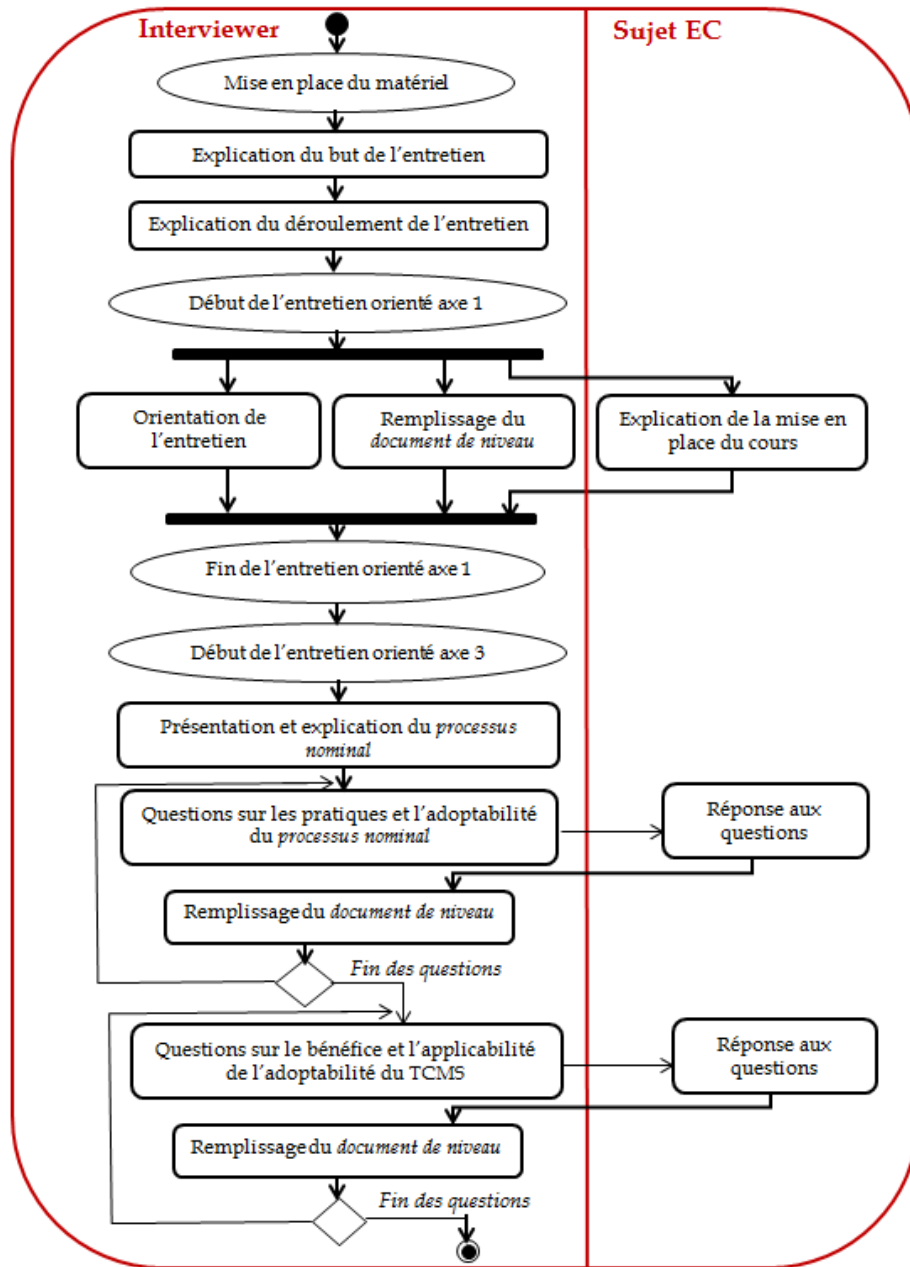 Interviewer
Sujet EC
Mise en place du matériel
Explication du but de l'entretien
Explication du déroulement de l'entretien
Début de l'entretien orienté axe 1
Orientation de
l'entretien
Remplissage du
document de niveau
Explication de la mise en
place du cours
Fin de l'entretien orienté axe 1
Début de l'entretien orienté axe 3
Présentation et explication du processus
nominal
Questions sur les pratiques et l'adoptabilité
du processus nominal
Réponse aux
questions
Remplissage du document de niveau
Fin des questions
Questions sur le bénéfice et l'applicabilité
de l'adoptabilité du TCMS
Réponse aux
questions
Remplissage du document de niveau
Fin des questions